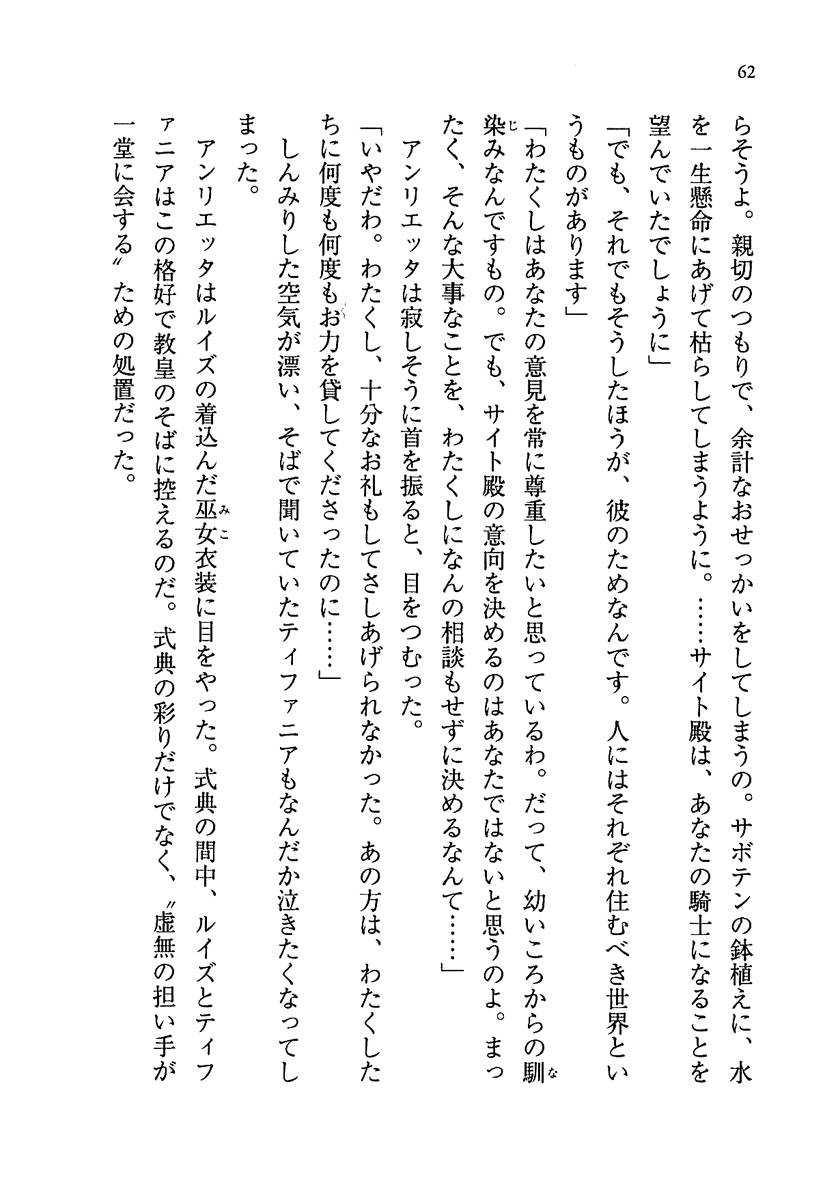 62
らそうよ。親切のつもりで、余計なおせっかいをしてしまうの。サボテンの鉢植えに、水
を一生懸命にあげて枯らしてしまうように。……サイト殿は、あなたの騎士になることを
望んでいたでしょうに」
「でも、それでもそうしたほうが、彼のためなんです。人にはそれぞれ住むべき世界とい
うものがあります」
「わたくしはあなたの意見を常に尊重したいと思っているわ。だって、幼いころからの馴な
染じみなんですもの。でも、サイト殿の意向を決めるのはあなたではないと思うのよ。まっ
たく、そんな大事なことを、わたくしになんの相談もせずに決めるなんて……」
アンリエッタは寂しそうに首を振ると、目をつむった。
「いやだわ。わたくし、十分なお礼もしてさしあげられなかった。あの方は、わたくした
ちに何度も何度もお力を貸してくださったのに……」
しんみりした空気が漂い、そばで聞いていたティファニアもなんだか泣きたくなってし
まった。
アンリエッタはルイズの着込んだ巫女みこ衣装に目をやった。式典の間中、ルイズとティフ
ァニアはこの格好で教皇のそばに控えるのだ。式典の彩りだけでなく、〝虚無の担い手が
一堂に会する〟ための処置だった。